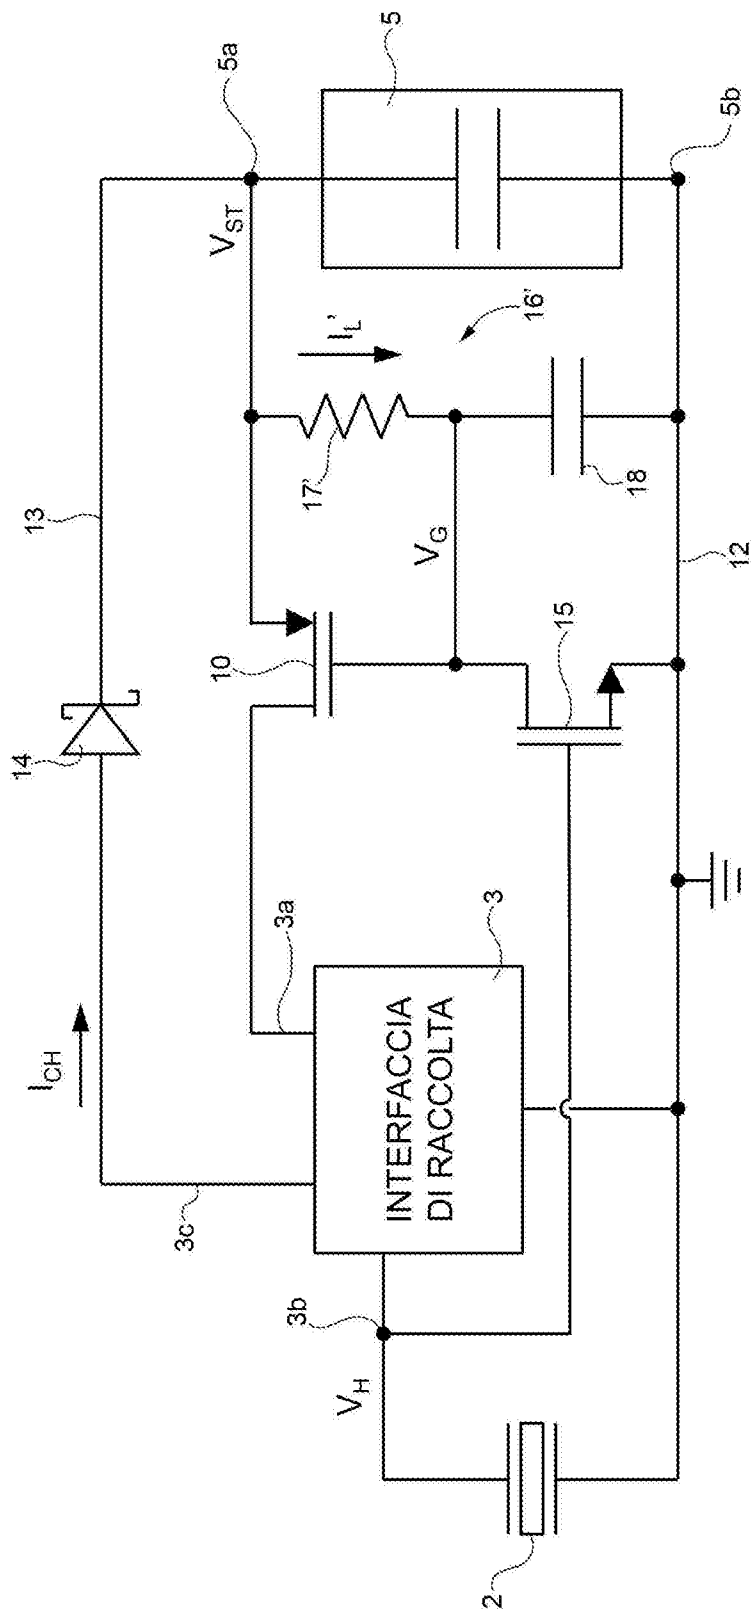 I_CH
13
14
3c
5a
5
V_ST
I_L'
16'
17'
10
3a
V_G
18
5b
3
INTERFACCIA
DI RACCOLTA
15
12
3b
V_H
2